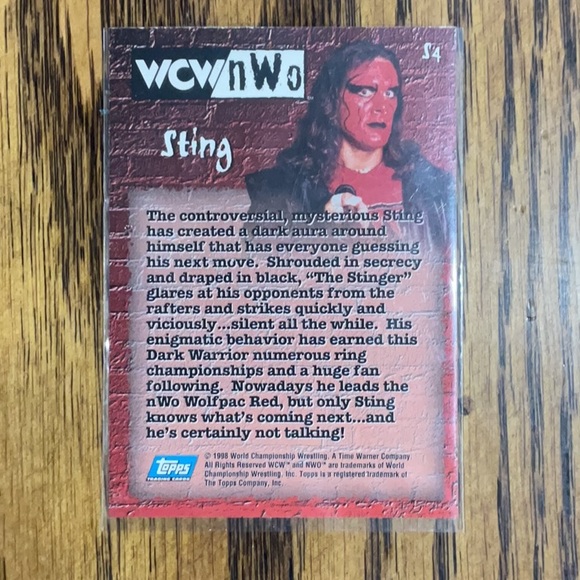 S4
WCW/nWo
Sting
The controversial, mysterious Sting
has created a dark aura around
himself that has everyone guessing
his next move. Shrouded in secrecy
and draped in black, “The Stinger”
glares at his opponents from the
rafters and strikes quickly and
viciously...silent all the while. His
enigmatic behavior has earned this
Dark Warrior numerous ring
championships and a huge fan
following. Nowadays he leads the
nWo Wolfpac Red, but only Sting
knows what's coming next...and
he's certainly not talking!
Topps
TRADING CARDS
© 1998 World Championship Wrestling. A Time Warner Company
All Rights Reserved WCW™ and NWO™ are trademarks of World
Championship Wrestling, Inc. Topps is a registered trademark of
The Topps Company, Inc.